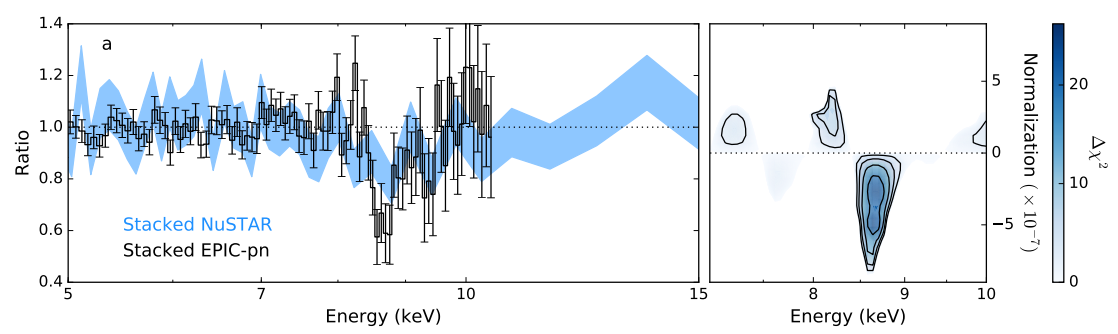 a
1.4
1.2
1.0
0.8
0.6
0.4
Ratio
Stacked NuSTAR
Stacked EPIC-pn
5
7
10
15
Energy (keV)
8
9
10
Energy (keV)
5
0
−5
Normalization (×10⁻⁷)
20
10
0
Δχ²